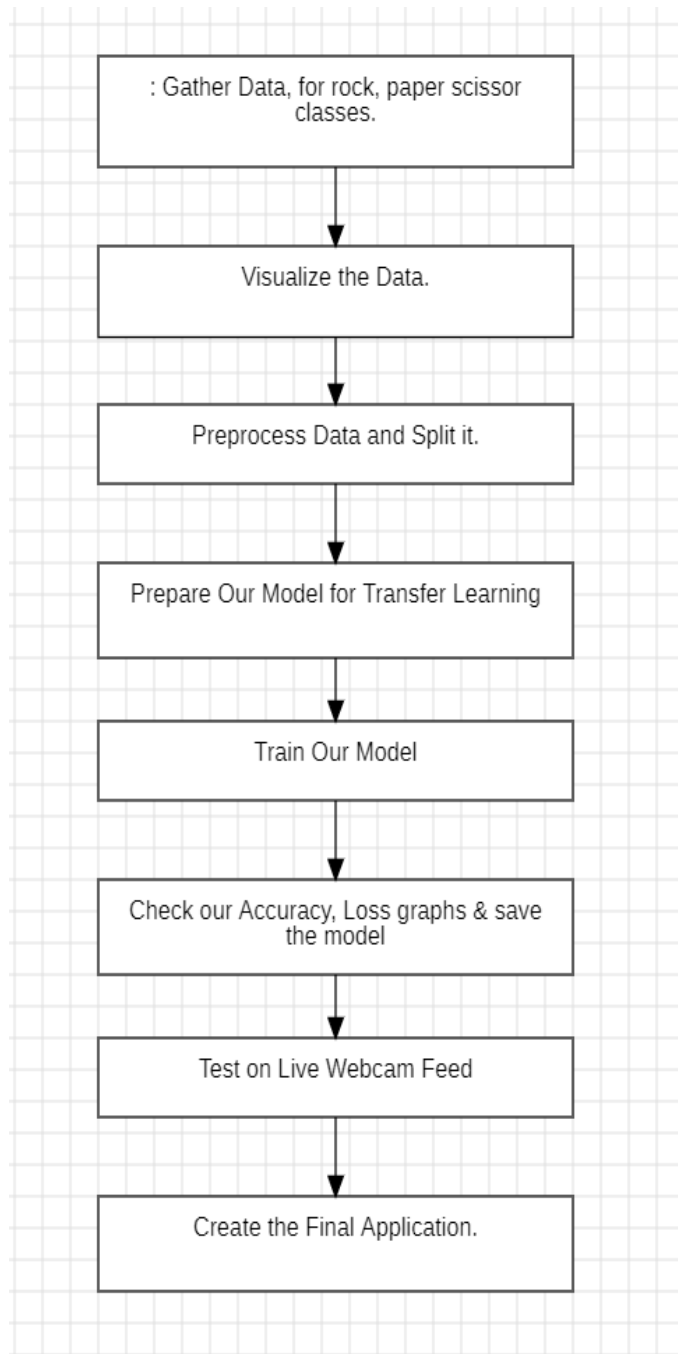 : Gather Data, for rock, paper scissor
classes.
Visualize the Data.
Preprocess Data and Split it.
Prepare Our Model for Transfer Learning
Train Our Model
Check our Accuracy, Loss graphs & save
the model
Test on Live Webcam Feed
Create the Final Application.